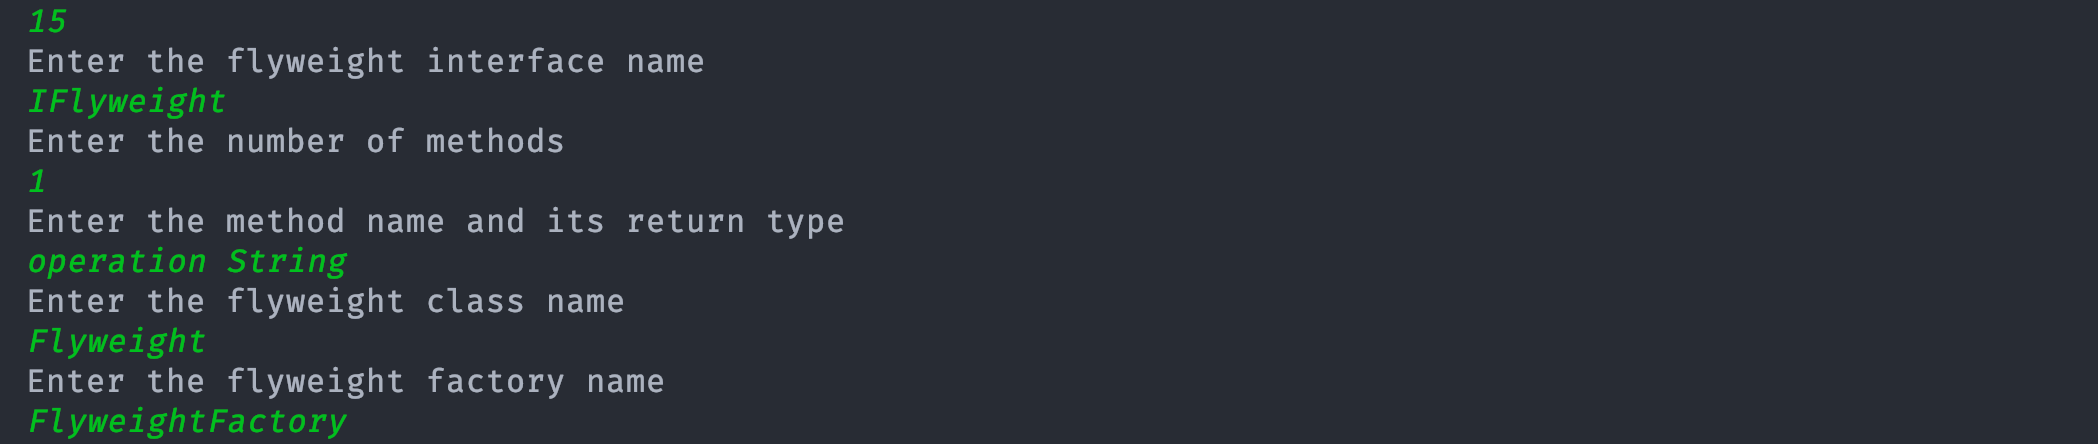 15
Enter the flyweight interface name
IFlyweight
Enter the number of methods
1
Enter the method name and its return type
operation String
Enter the flyweight class name
Flyweight
Enter the flyweight factory name
FlyweightFactory